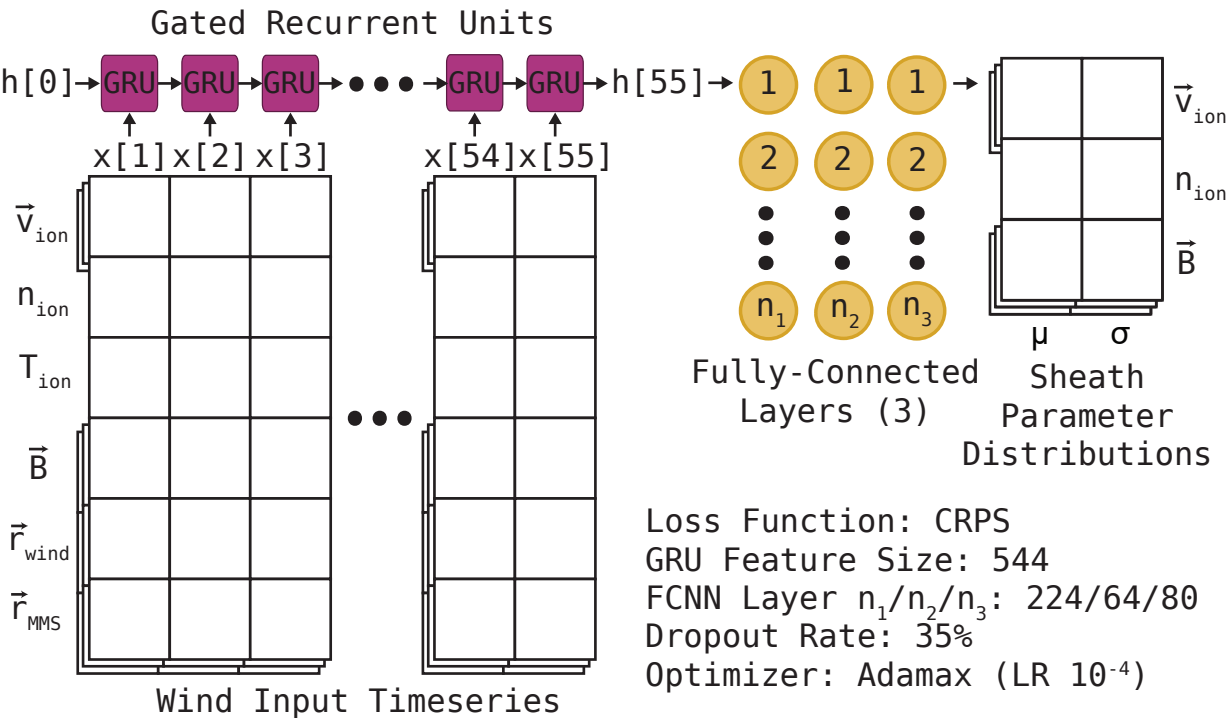 Gated Recurrent Units
h[0] GRU GRU GRU GRU GRU h[55] 1 1 1
x[1] x[2] x[3] x[54] x[55] 2 2 2
v⃗ion
nion
Tion
B⃗
r⃗wind
r⃗MMS
Wind Input Timeseries
n₁ n₂ n₃
Fully-Connected
Layers (3)
v⃗ion
nion
B⃗
μ σ
Sheath
Parameter
Distributions
Loss Function: CRPS
GRU Feature Size: 544
FCNN Layer n₁/n₂/n₃: 224/64/80
Dropout Rate: 35%
Optimizer: Adamax (LR 10⁻⁴)